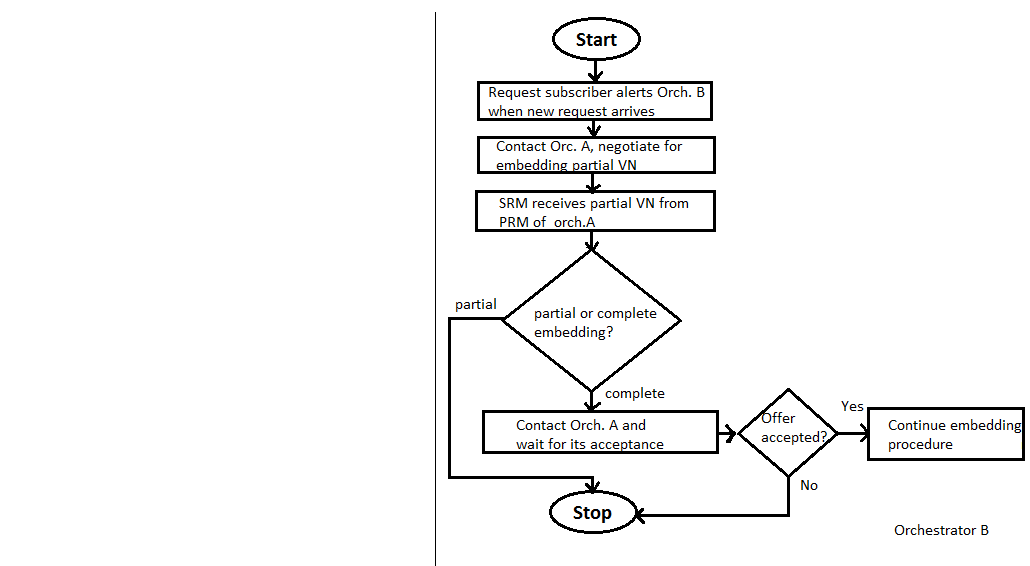 Start
Request subscriber alerts Orch. B
when new request arrives
Contact Orc. A, negotiate for
embedding partial VN
SRM receives partial VN from
PRM of orch.A
partial
partial or complete
embedding?
complete
Contact Orch. A and
wait for its acceptance
Offer
accepted?
Yes
Continue embedding
procedure
No
Stop
Orchestrator B